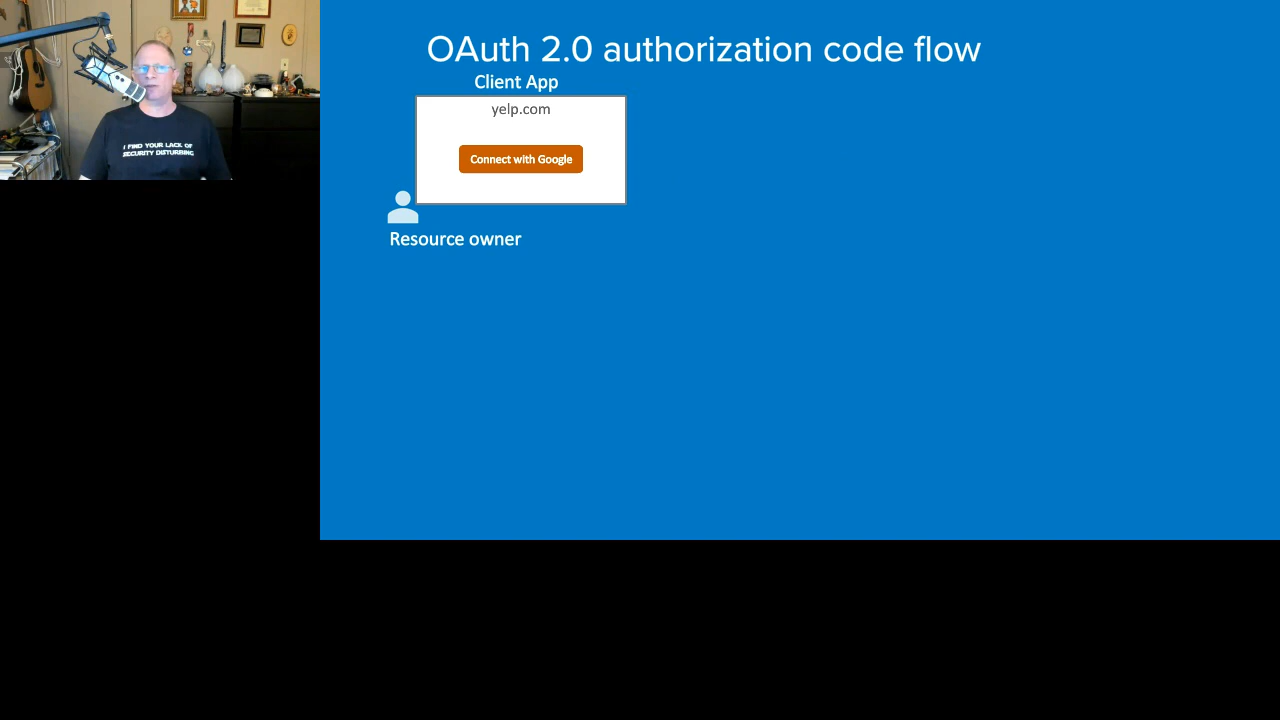 I FIND YOUR LACK OF
SECURITY DISTURBING
OAuth 2.0 authorization code flow
Client App
yelp.com
Connect with Google
Resource owner